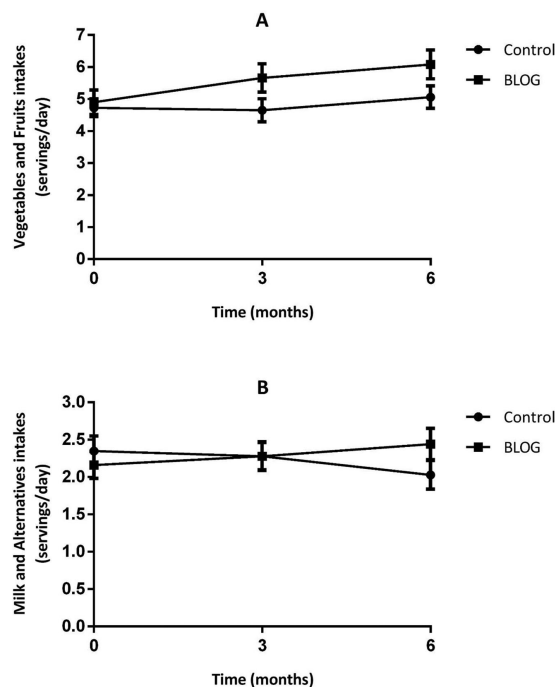 A
Vegetables and Fruits intakes
(servings/day)
7
6
5
4
3
2
1
0
0 3 6
Time (months)
Control
BLOG
B
Milk and Alternatives intakes
(servings/day)
3.0
2.5
2.0
1.5
1.0
0.5
0.0
0 3 6
Time (months)
Control
BLOG